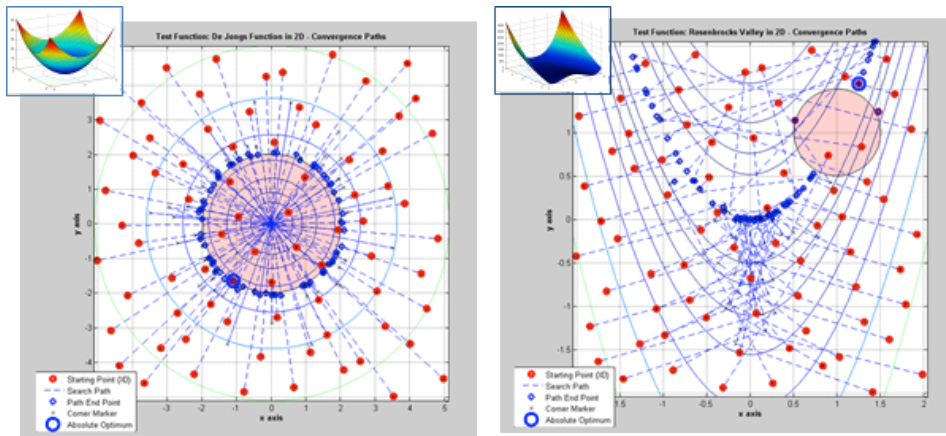 Test Function: De Jongs Function in 2D - Convergence Paths
y axis
4
3
2
1
0
-1
-2
-3
-4
-3
-2
-1
0
1
2
3
4
5
x axis
Starting Point (X0)
Search Path
Path End Point
Corner Marker
Absolute Optimum
Test Function: Rosenbrocks Valley in 2D - Convergence Paths
y axis
1
0.5
0
-0.5
-1
-1.5
-1
-0.5
0
0.5
1
1.5
2
x axis
Starting Point (X0)
Search Path
Path End Point
Corner Marker
Absolute Optimum